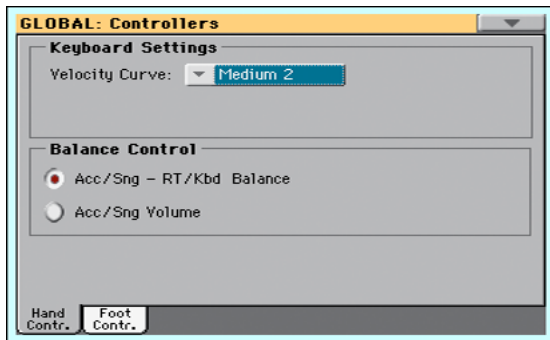 GLOBAL: Controllers
Keyboard Settings
Velocity Curve: Medium 2
Balance Control
Acc/Sng - RT/Kbd Balance
Acc/Sng Volume
Hand Contr.
Foot Contr.